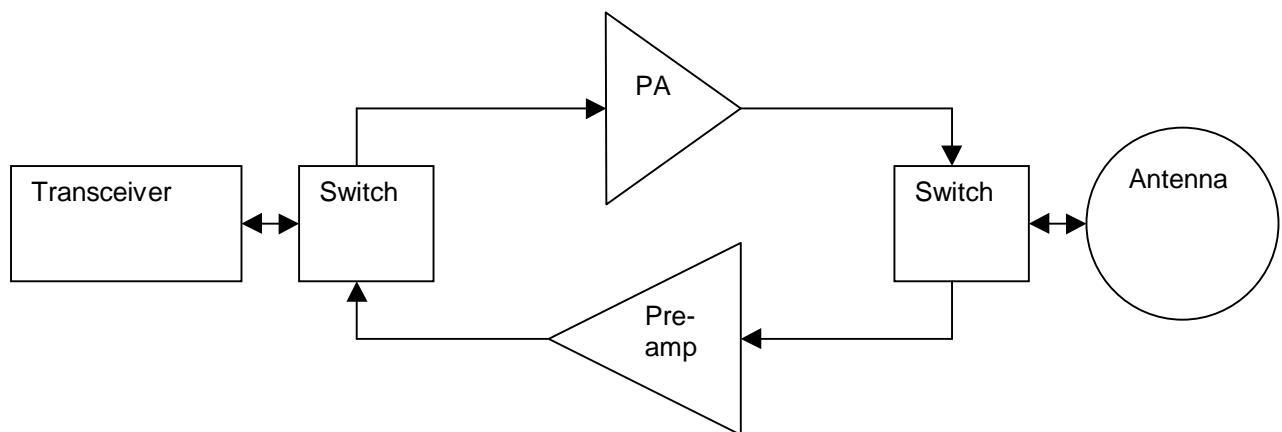 PA
Transceiver
Switch
Switch
Antenna
Pre-
amp